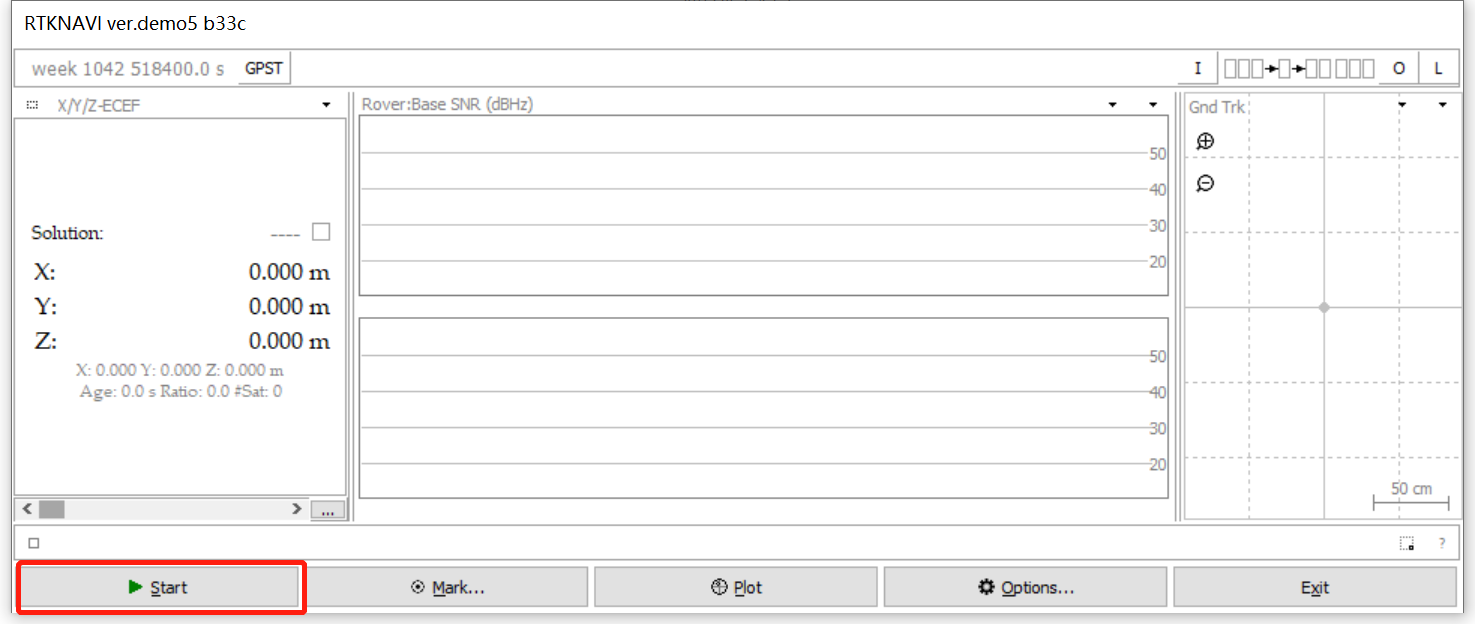 RTKNAVI ver.demo5 b33c
week 1042 518400.0 s GPST I O L
X/Y/Z-ECEF
Rover:Base SNR (dBHz)
Gnd Trk
50
40
30
20
Solution: ----
X: 0.000 m
Y: 0.000 m
Z: 0.000 m
X: 0.000 Y: 0.000 Z: 0.000 m
Age: 0.0 s Ratio: 0.0 #Sat: 0
50
40
30
20
50 cm
...
?
Start Mark... Plot Options... Exit